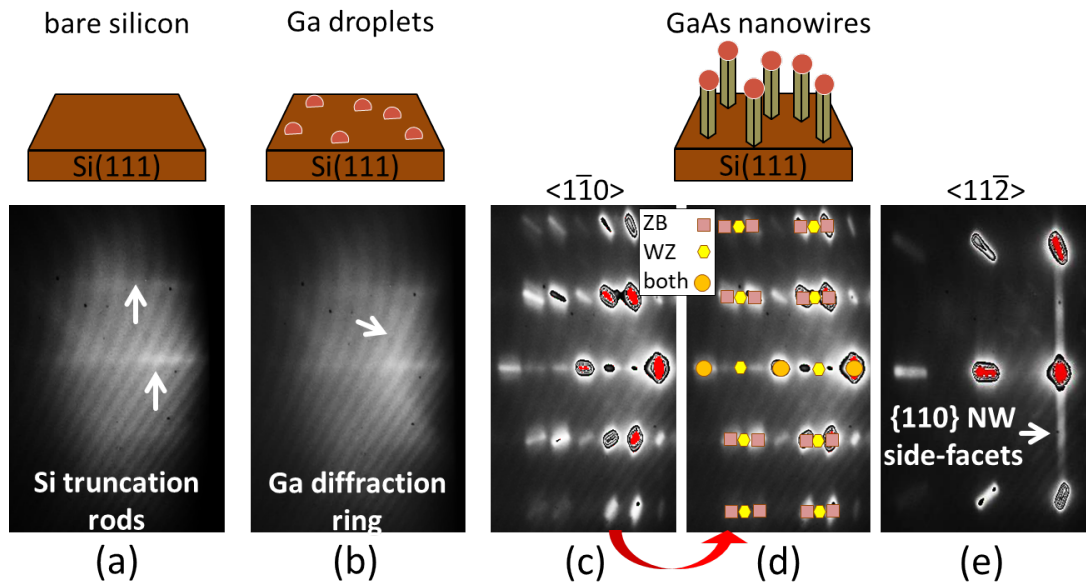 bare silicon
Ga droplets
GaAs nanowires
Si(111)
Si(111)
Si(111)
<11̅0>
<112̅>
ZB
WZ
both
Si truncation
rods
Ga diffraction
ring
{110} NW
side-facets
(a)
(b)
(c)
(d)
(e)